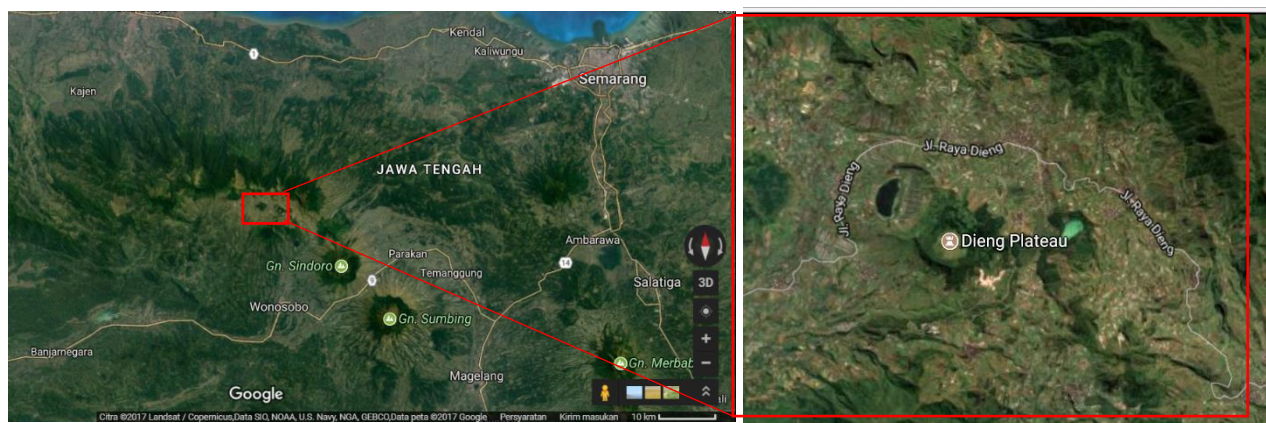 Kendal
Kaliwungu
Semarang
Kajen
JAWA TENGAH
Ambarawa
Parakan
Gn. Sindoro
Temanggung
Salatiga
3D
Wonosobo
Gn. Sumbing
14
9
Banjarnegara
Gn. Merbab
Magelang
Google
ali
Citra ©2017 Landsat / Copernicus,Data SIO, NOAA, U.S. Navy, NGA, GEBCO,Data peta ©2017 Google Persyaratan Kirim masukan 10 km
Jl. Raya Dieng
Jl. Raya Dieng
Jl. Raya Dieng
Dieng Plateau